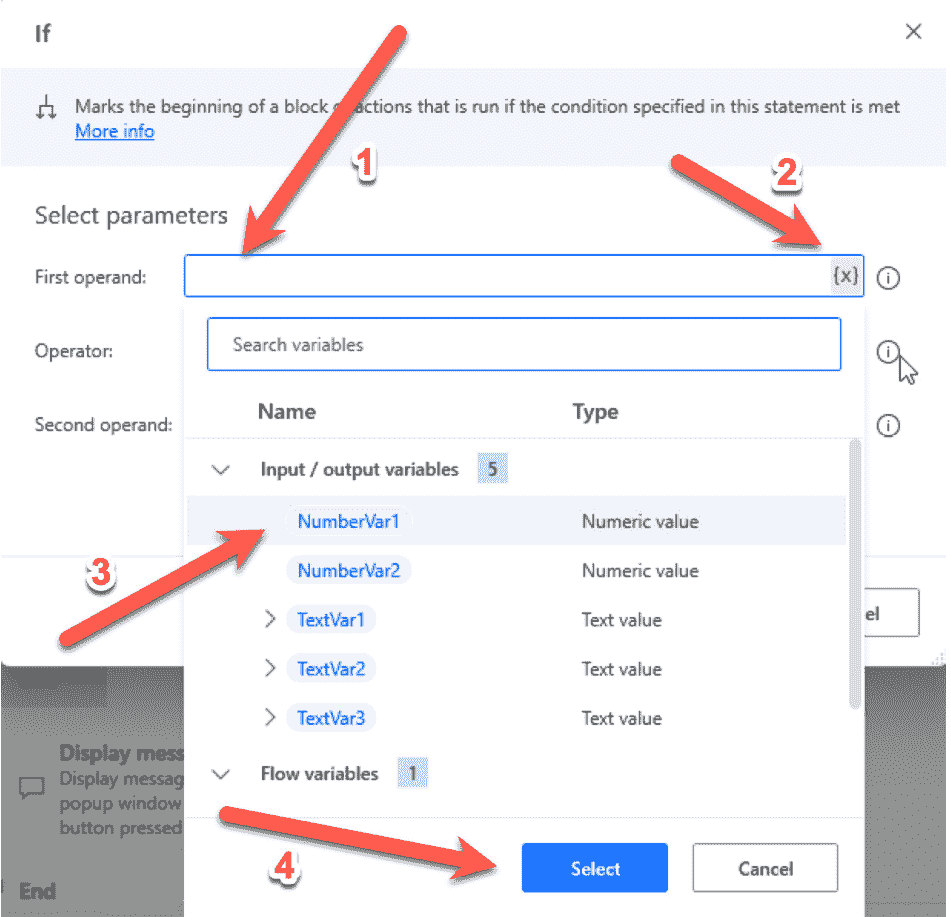 If
Marks the beginning of a block of actions that is run if the condition specified in this statement is met
More info
1
2
Select parameters
First operand:
{x}
Operator:
Search variables
Second operand:
Name Type
Input / output variables 5
NumberVar1 Numeric value
3
NumberVar2 Numeric value
TextVar1 Text value
el
TextVar2 Text value
TextVar3 Text value
Flow variables 1
Display mess
Display messag
popup window
button pressed
4
Select Cancel
End